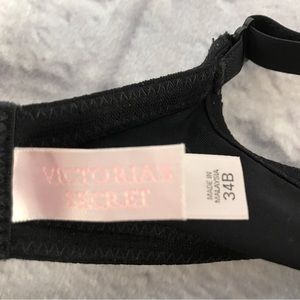 VICTORIA'S
SECRET
MADE IN
MALAYSIA
34B